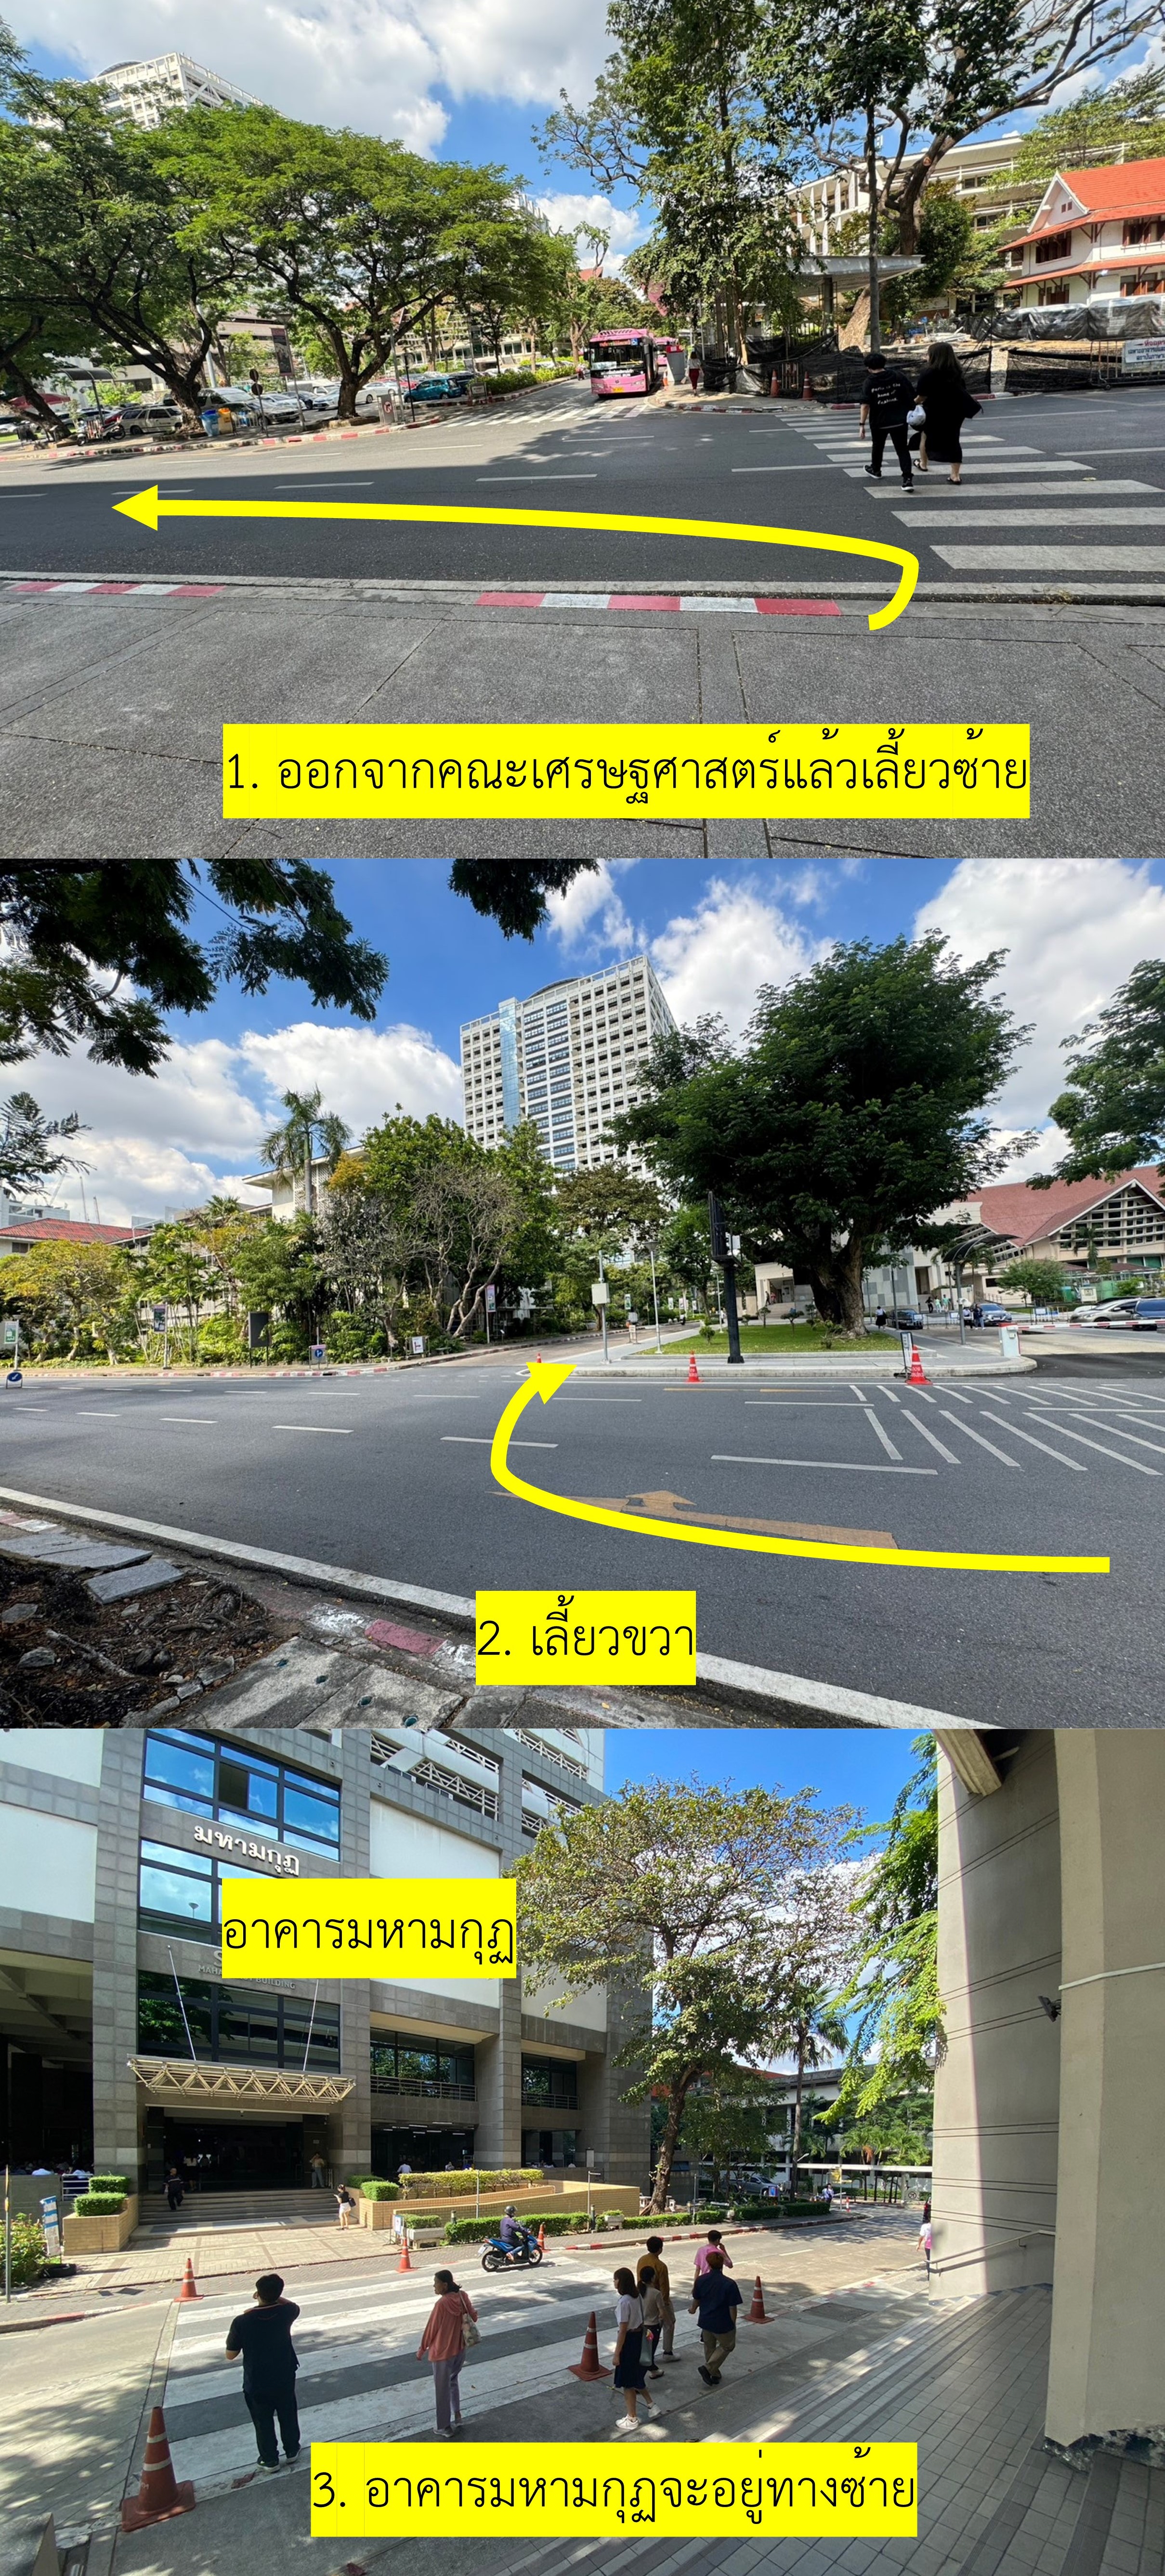 1. ออกจากคณะเศรษฐศาสตร์แล้วเลี้ยวซ้าย
2. เลี้ยวขวา
มหามกุฏ
อาคารมหามกุฏ
BUILDING
3. อาคารมหามกุฏจะอยู่ทางซ้าย